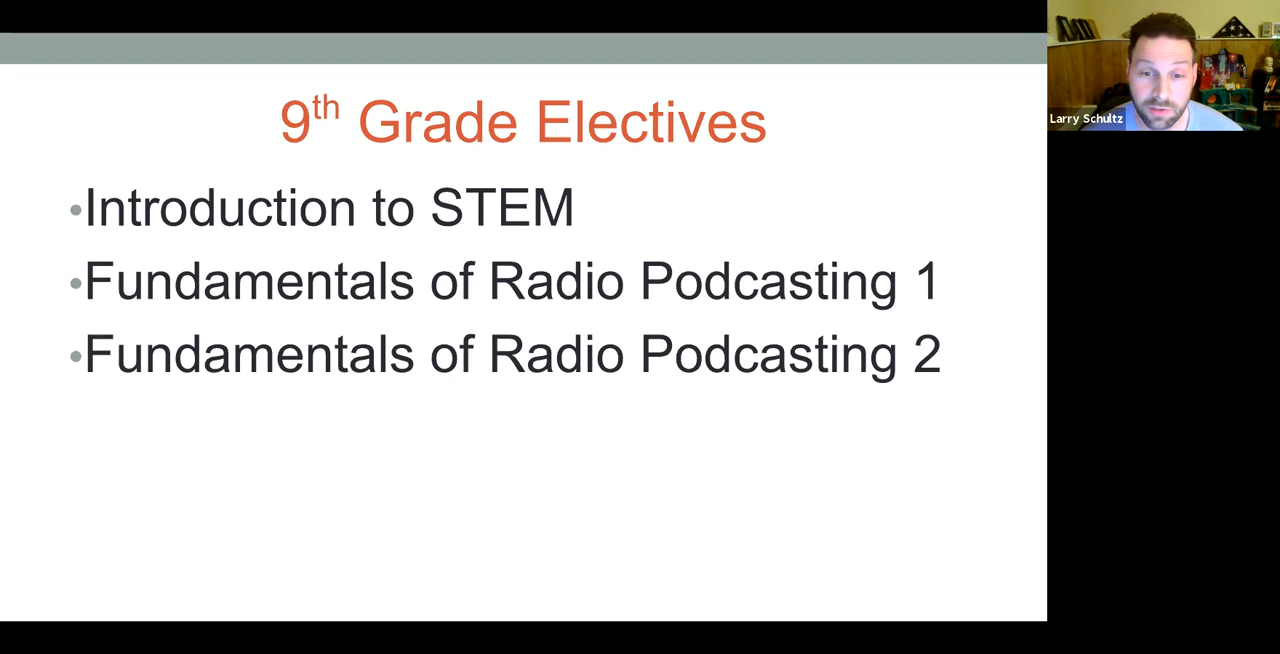 9th Grade Electives
•Introduction to STEM
•Fundamentals of Radio Podcasting 1
•Fundamentals of Radio Podcasting 2
Larry Schultz